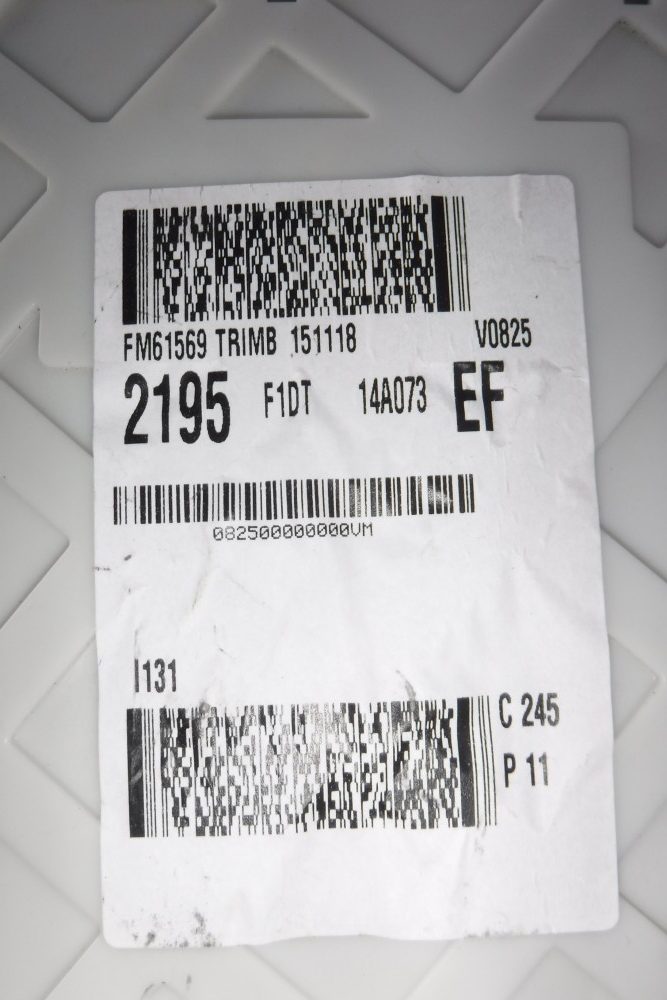 FM61569 TRIMB 151118 V0825
2195 F1DT 14A073 EF
082500000000VM
I131
C 245
P 11